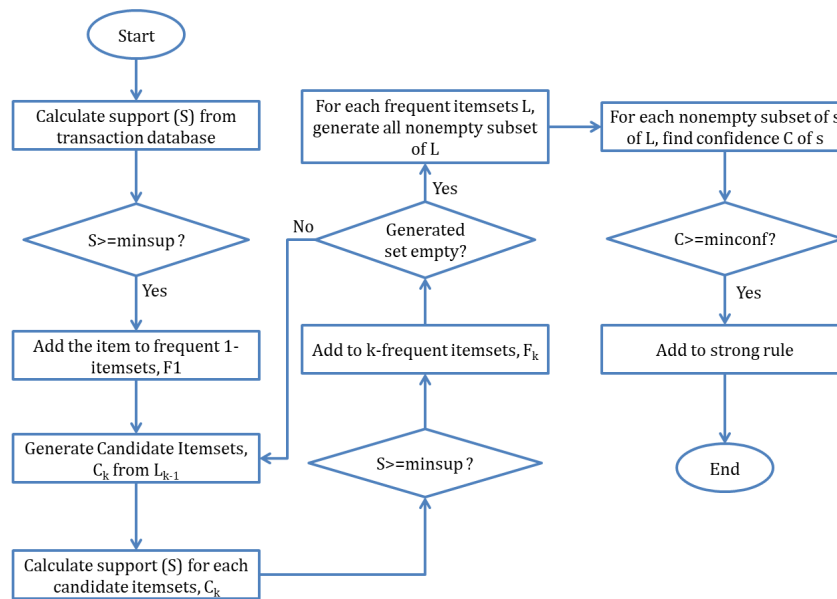 Start
Calculate support (S) from
transaction database
S>=minsup ?
Yes
Add the item to frequent 1-
itemsets, F1
Generate Candidate Itemsets,
Cₖ from Lₖ₋₁
Calculate support (S) for each
candidate itemsets, Cₖ
S>=minsup ?
Add to k-frequent itemsets, Fₖ
Generated
set empty?
No
Yes
For each frequent itemsets L,
generate all nonempty subset
of L
For each nonempty subset of s
of L, find confidence C of s
C>=minconf?
Yes
Add to strong rule
End